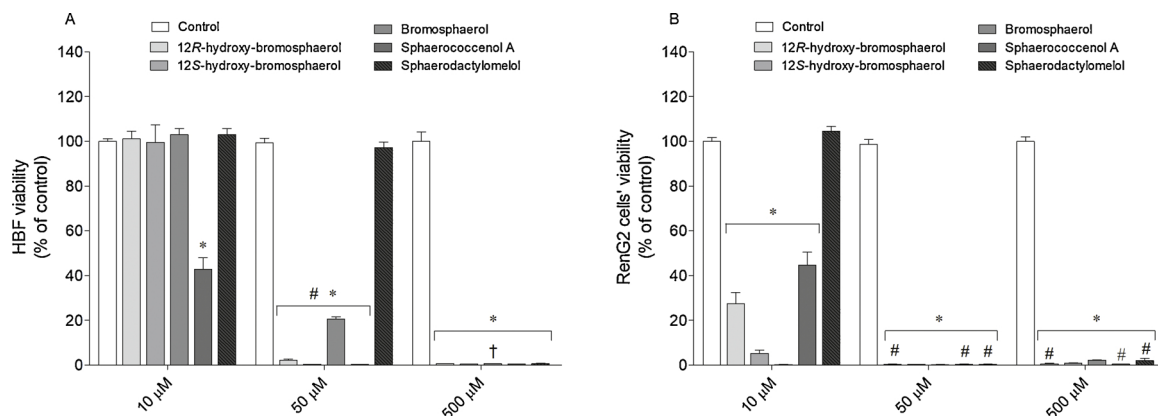 A
Control
12R-hydroxy-bromosphaerol
12S-hydroxy-bromosphaerol
Bromosphaerol
Sphaerococcenol A
Sphaerodactylomelol
HBF viability
(% of control)
140
120
100
80
60
40
20
0
*
# *
*
†
10 µM
50 µM
500 µM
B
Control
12R-hydroxy-bromosphaerol
12S-hydroxy-bromosphaerol
Bromosphaerol
Sphaerococcenol A
Sphaerodactylomelol
RenG2 cells' viability
(% of control)
140
120
100
80
60
40
20
0
*
*
# # #
*
# # #
10 µM
50 µM
500 µM